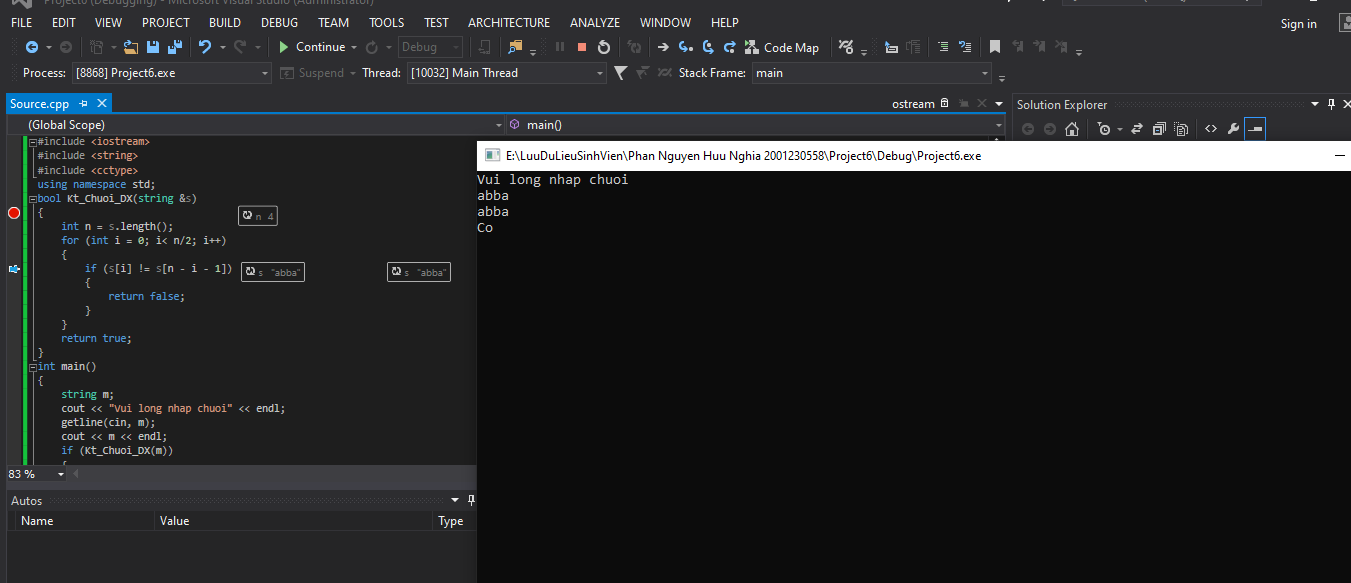 Project6 (Debugging) - Microsoft Visual Studio (Administrator)
FILE EDIT VIEW PROJECT BUILD DEBUG TEAM TOOLS TEST ARCHITECTURE ANALYZE WINDOW HELP
Sign in
Continue Debug Code Map
Process: [8868] Project6.exe Suspend Thread: [10032] Main Thread Stack Frame: main
Source.cpp ostream Solution Explorer
(Global Scope) main()
#include <iostream>
#include <string>
#include <cctype>
using namespace std;
bool Kt_Chuoi_DX(string &s)
{
n 4
int n = s.length();
for (int i = 0; i< n/2; i++)
{
if (s[i] != s[n - i - 1]) s "abba" s "abba"
{
return false;
}
}
return true;
}
int main()
{
string m;
cout << "Vui long nhap chuoi" << endl;
getline(cin, m);
cout << m << endl;
if (Kt_Chuoi_DX(m))
{
83 %
Autos
Name Value Type
E:\LuuDuLieuSinhVien\Phan Nguyen Huu Nghia 2001230558\Project6\Debug\Project6.exe
Vui long nhap chuoi
abba
abba
Co